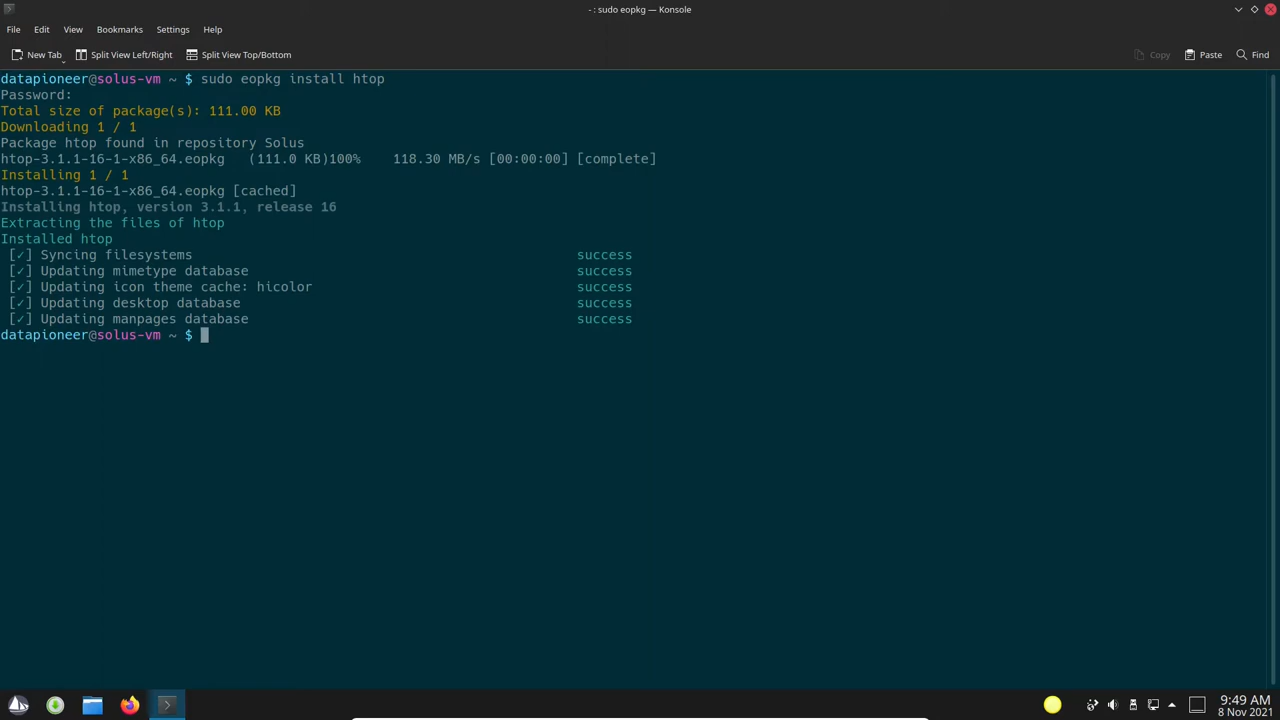 - : sudo eopkg — Konsole
File Edit View Bookmarks Settings Help
New Tab Split View Left/Right Split View Top/Bottom Copy Paste Find
datapioneer@solus-vm ~ $ sudo eopkg install htop
Password:
Total size of package(s): 111.00 KB
Downloading 1 / 1
Package htop found in repository Solus
htop-3.1.1-16-1-x86_64.eopkg (111.0 KB)100% 118.30 MB/s [00:00:00] [complete]
Installing 1 / 1
htop-3.1.1-16-1-x86_64.eopkg [cached]
Installing htop, version 3.1.1, release 16
Extracting the files of htop
Installed htop
[✓] Syncing filesystems success
[✓] Updating mimetype database success
[✓] Updating icon theme cache: hicolor success
[✓] Updating desktop database success
[✓] Updating manpages database success
datapioneer@solus-vm ~ $
9:49 AM
8 Nov 2021